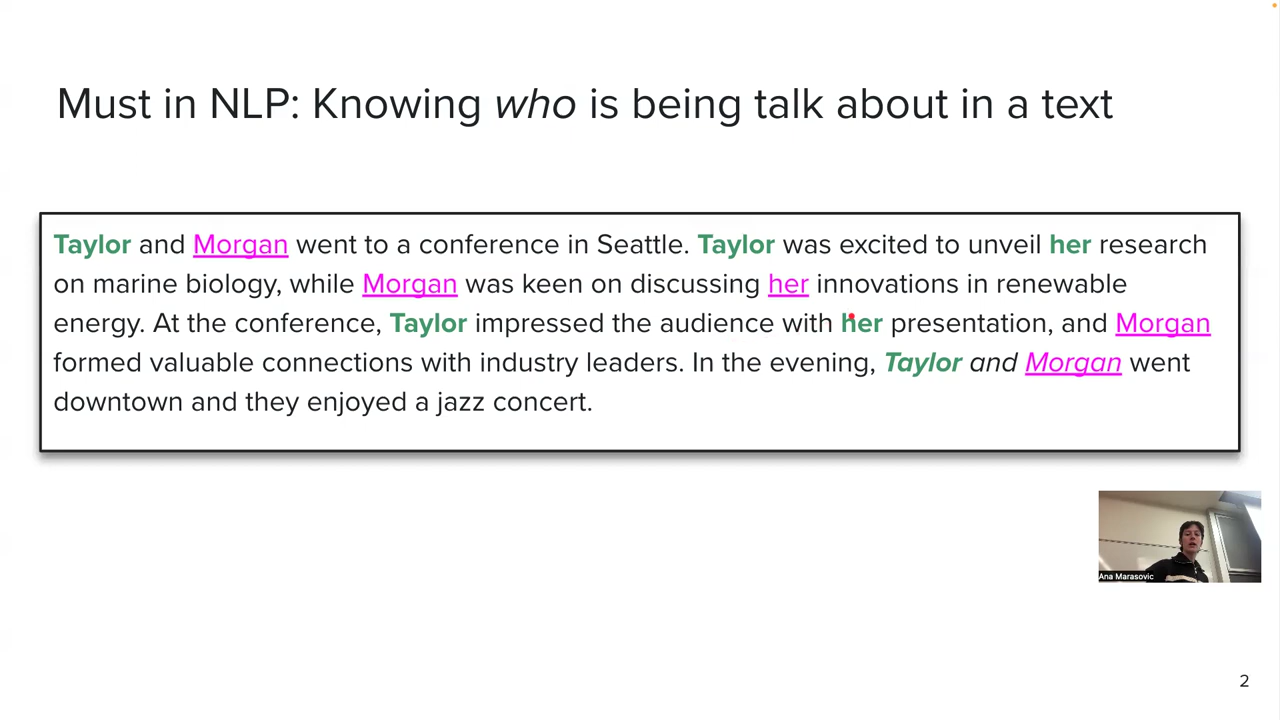 Must in NLP: Knowing who is being talk about in a text
Taylor and Morgan went to a conference in Seattle. Taylor was excited to unveil her research
on marine biology, while Morgan was keen on discussing her innovations in renewable
energy. At the conference, Taylor impressed the audience with her presentation, and Morgan
formed valuable connections with industry leaders. In the evening, Taylor and Morgan went
downtown and they enjoyed a jazz concert.
Ana Marasovic
2